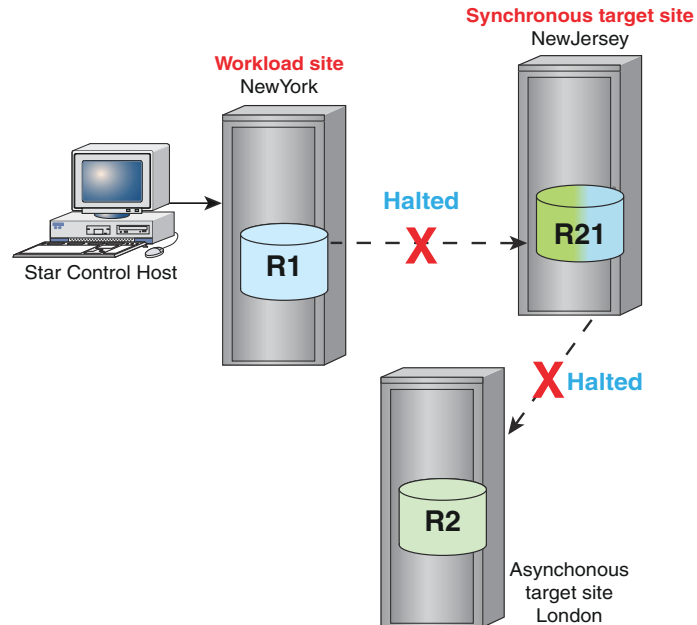 Synchronous target site
NewJersey
Workload site
NewYork
Halted
X
R1
R21
Star Control Host
X
Halted
R2
Asynchonous
target site
London